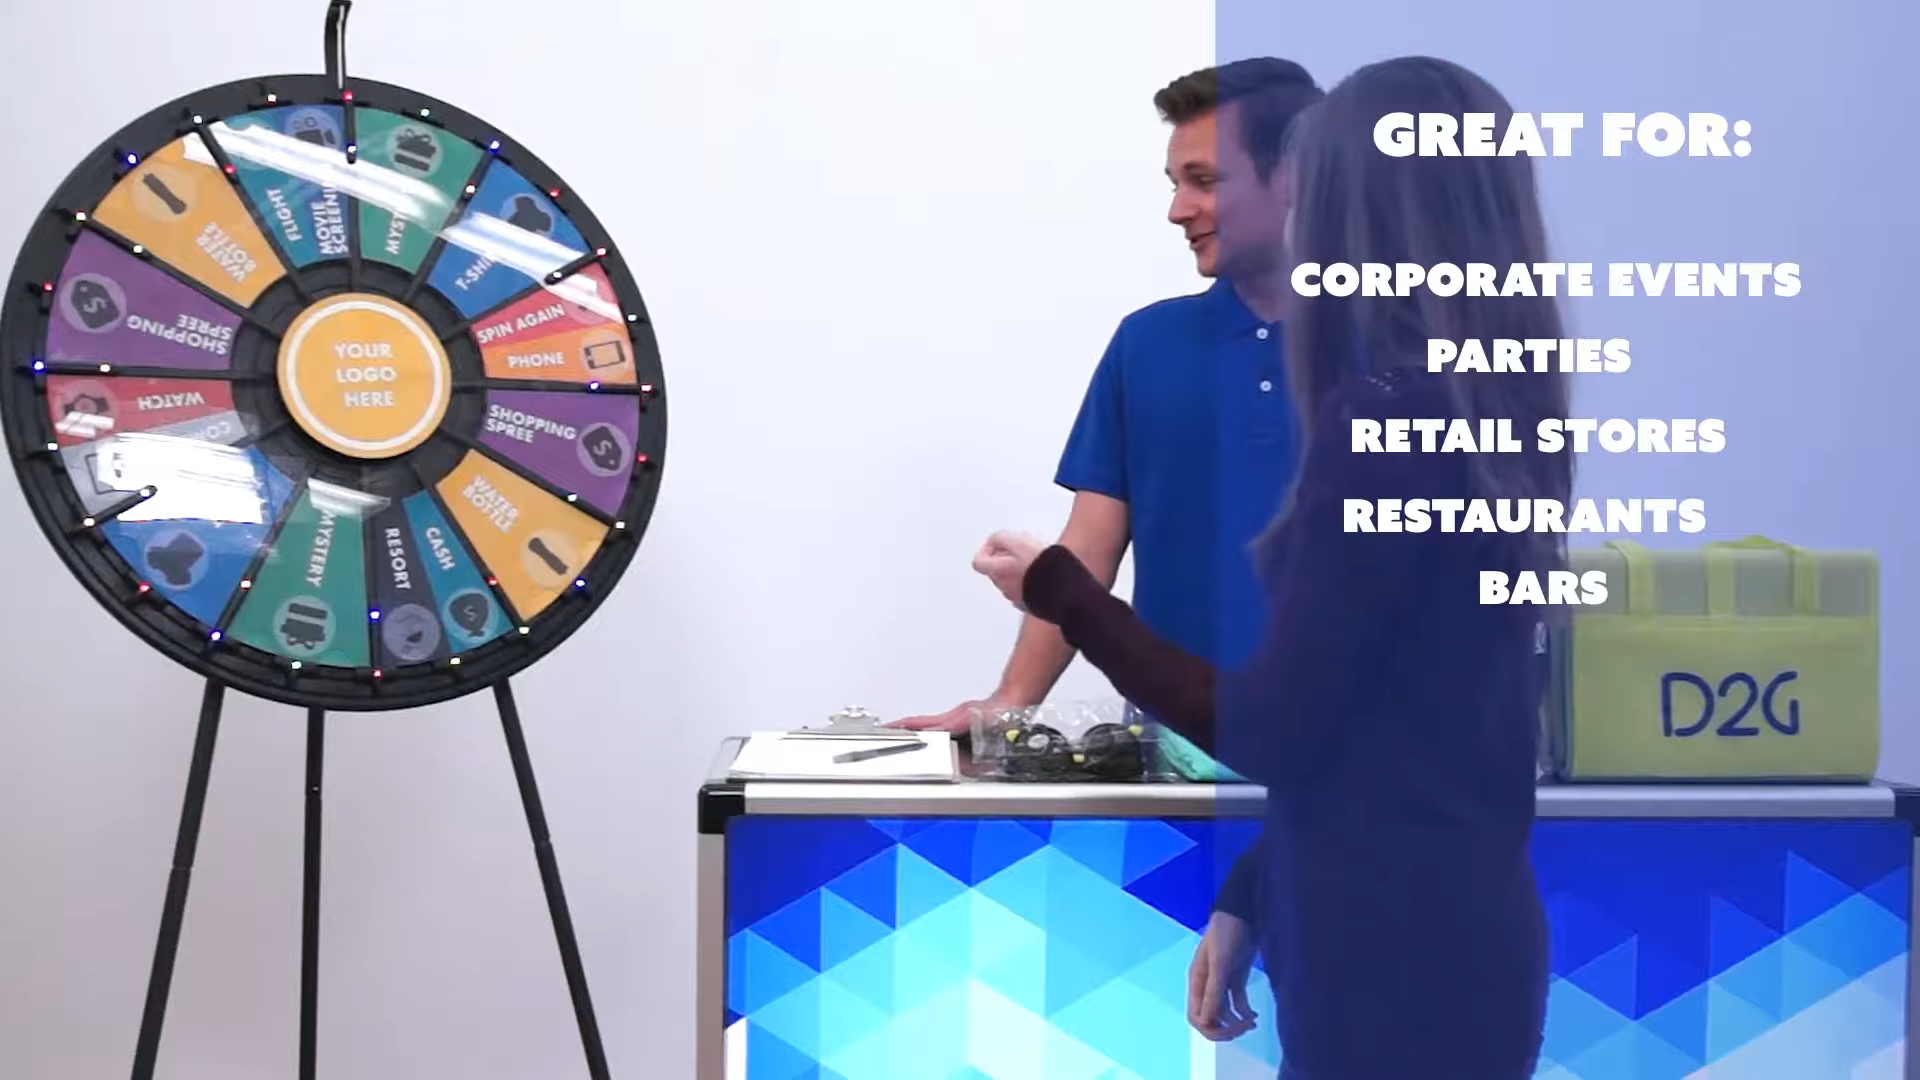 GREAT FOR:
CORPORATE EVENTS
PARTIES
RETAIL STORES
RESTAURANTS
BARS
D2G
YOUR
LOGO
HERE
FLIGHT
MOVIE
SPIN AGAIN
PHONE
SHOPPING
SPREE
WATER
BOTTLE
CASH
RESORT
MYSTERY
WATCH
SHOPPING
SPREE
WATER
BOTTLE